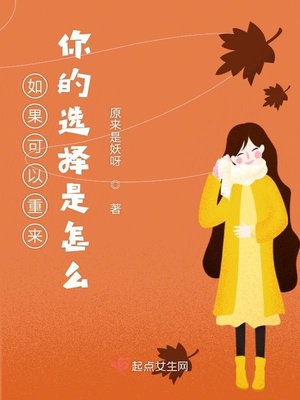 如果可以重来
你的选择是怎么
原来是妖呀
著
起点女生网